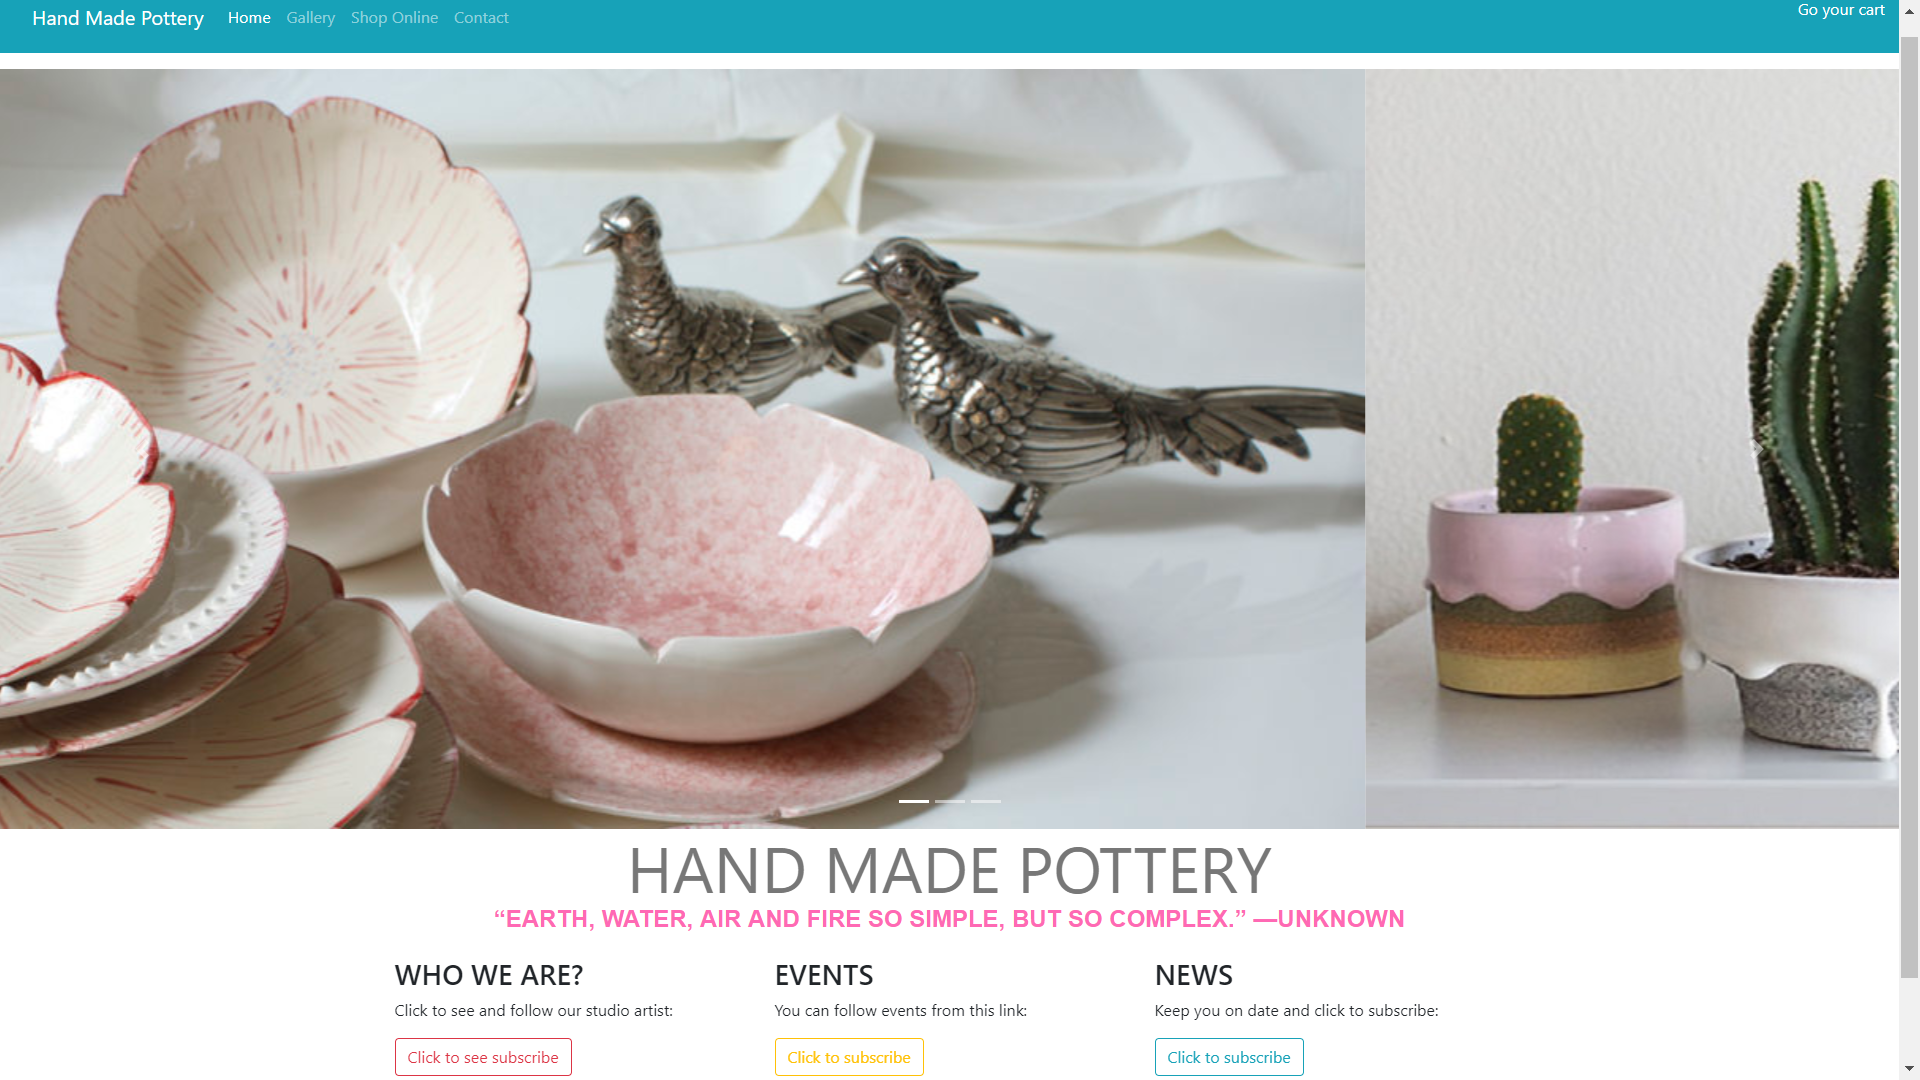 Hand Made Pottery Home Gallery Shop Online Contact Go your cart
HAND MADE POTTERY
“EARTH, WATER, AIR AND FIRE SO SIMPLE, BUT SO COMPLEX.” —UNKNOWN
WHO WE ARE?
Click to see and follow our studio artist:
Click to see subscribe
EVENTS
You can follow events from this link:
Click to subscribe
NEWS
Keep you on date and click to subscribe:
Click to subscribe